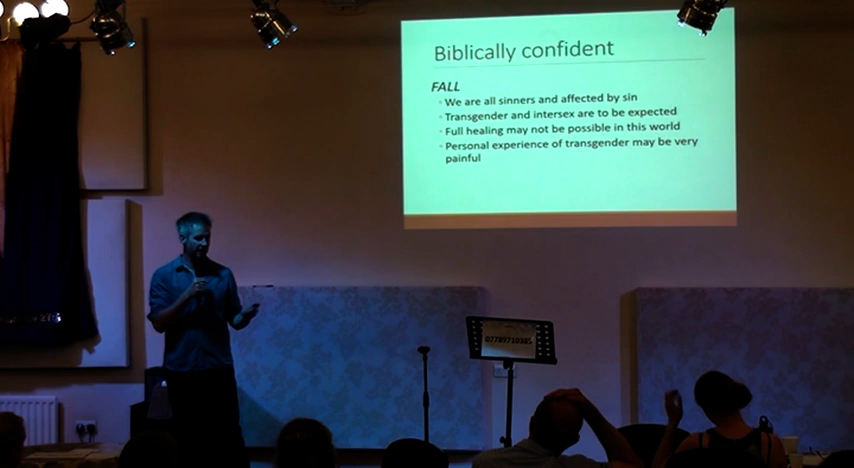 Biblically confident
FALL
◦ We are all sinners and affected by sin
◦ Transgender and intersex are to be expected
◦ Full healing may not be possible in this world
◦ Personal experience of transgender may be very
painful
07789710385